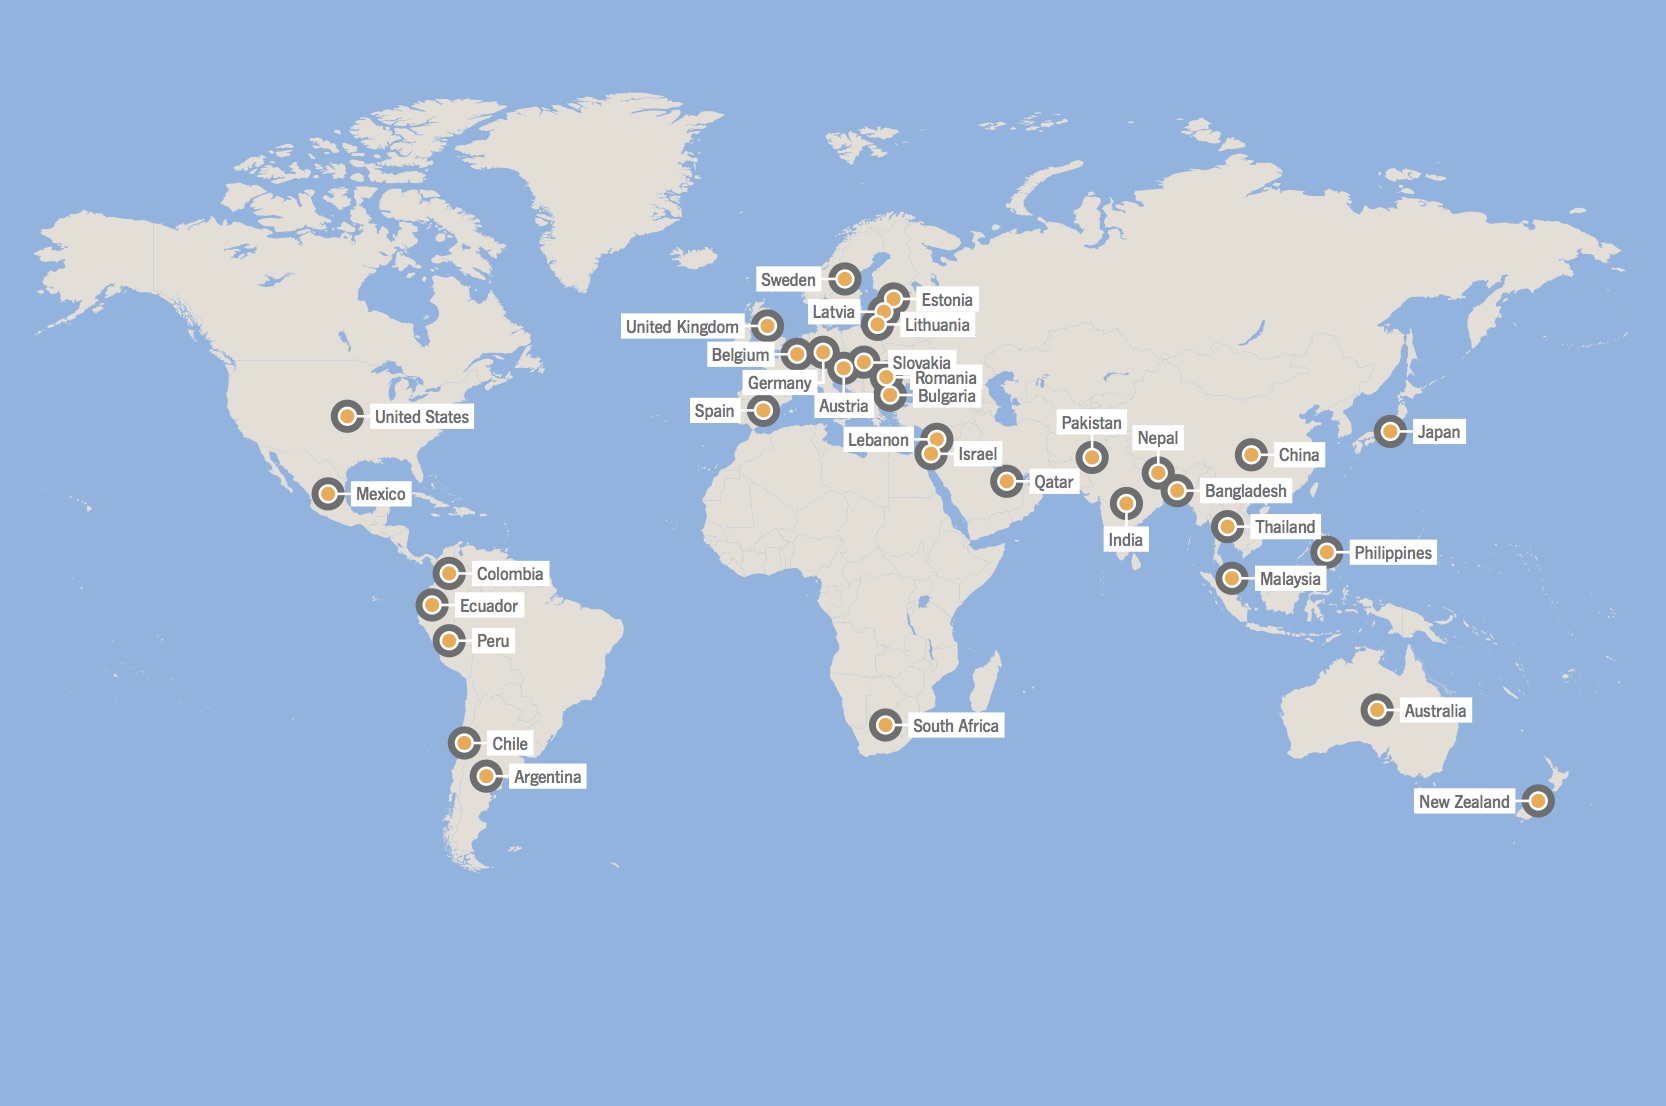 Sweden
Estonia
Latvia
Lithuania
United Kingdom
Belgium
Slovakia
Romania
Germany
Bulgaria
Austria
Spain
United States
Pakistan
Japan
Nepal
Lebanon
Israel
China
Qatar
Bangladesh
Mexico
Thailand
India
Philippines
Colombia
Malaysia
Ecuador
Peru
Australia
South Africa
Chile
Argentina
New Zealand